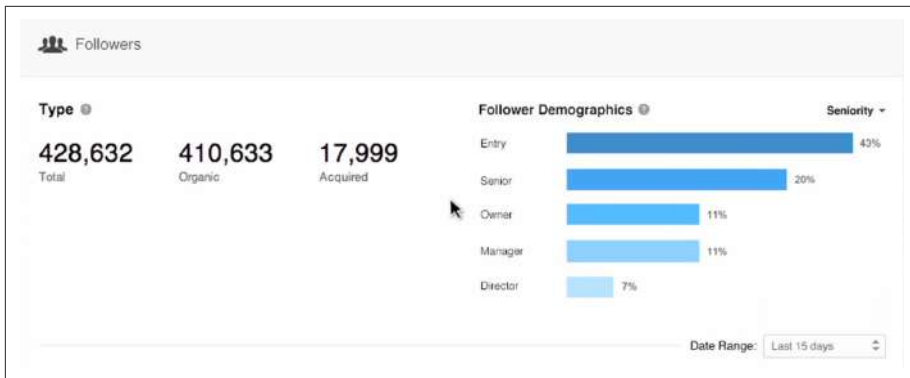 Followers
Type
428,632 410,633 17,999
Total Organic Acquired
Follower Demographics Seniority
Entry 43%
Senior 20%
Owner 11%
Manager 11%
Director 7%
Date Range: Last 15 days